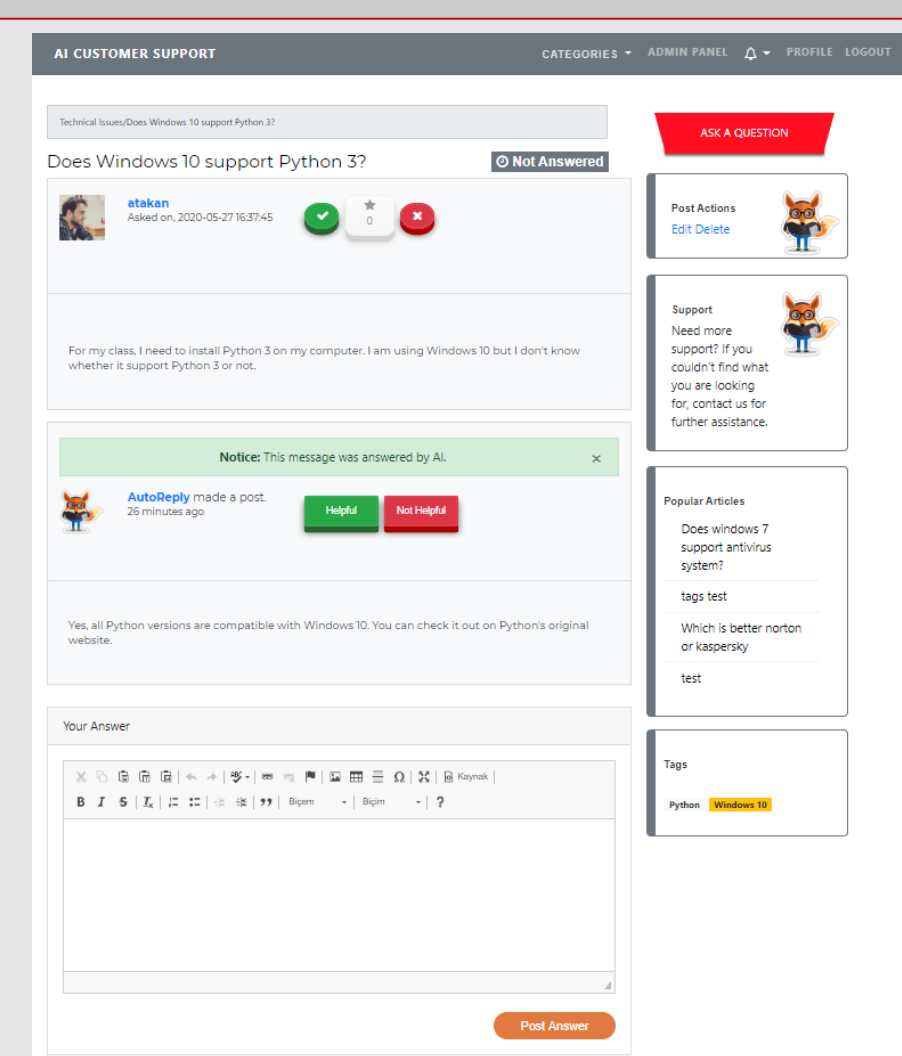 AI CUSTOMER SUPPORT
CATEGORIES ADMIN PANEL PROFILE LOGOUT
Technical Issues/Does Windows 10 support Python 3?
Does Windows 10 support Python 3?
Not Answered
atakan
Asked on, 2020-05-27 16:37:45
0
For my class, I need to install Python 3 on my computer. I am using Windows 10 but I don't know
whether it support Python 3 or not.
Notice: This message was answered by AI.
×
AutoReply made a post.
26 minutes ago
Helpful
Not Helpful
Yes, all Python versions are compatible with Windows 10. You can check it out on Python's original
website.
Your Answer
Kaynak
B I S Ix
Biçem
Biçim
?
Post Answer
ASK A QUESTION
Post Actions
Edit Delete
Support
Need more
support? If you
couldn't find what
you are looking
for, contact us for
further assistance.
Popular Articles
Does windows 7
support antivirus
system?
tags test
Which is better norton
or kaspersky
test
Tags
Python Windows 10